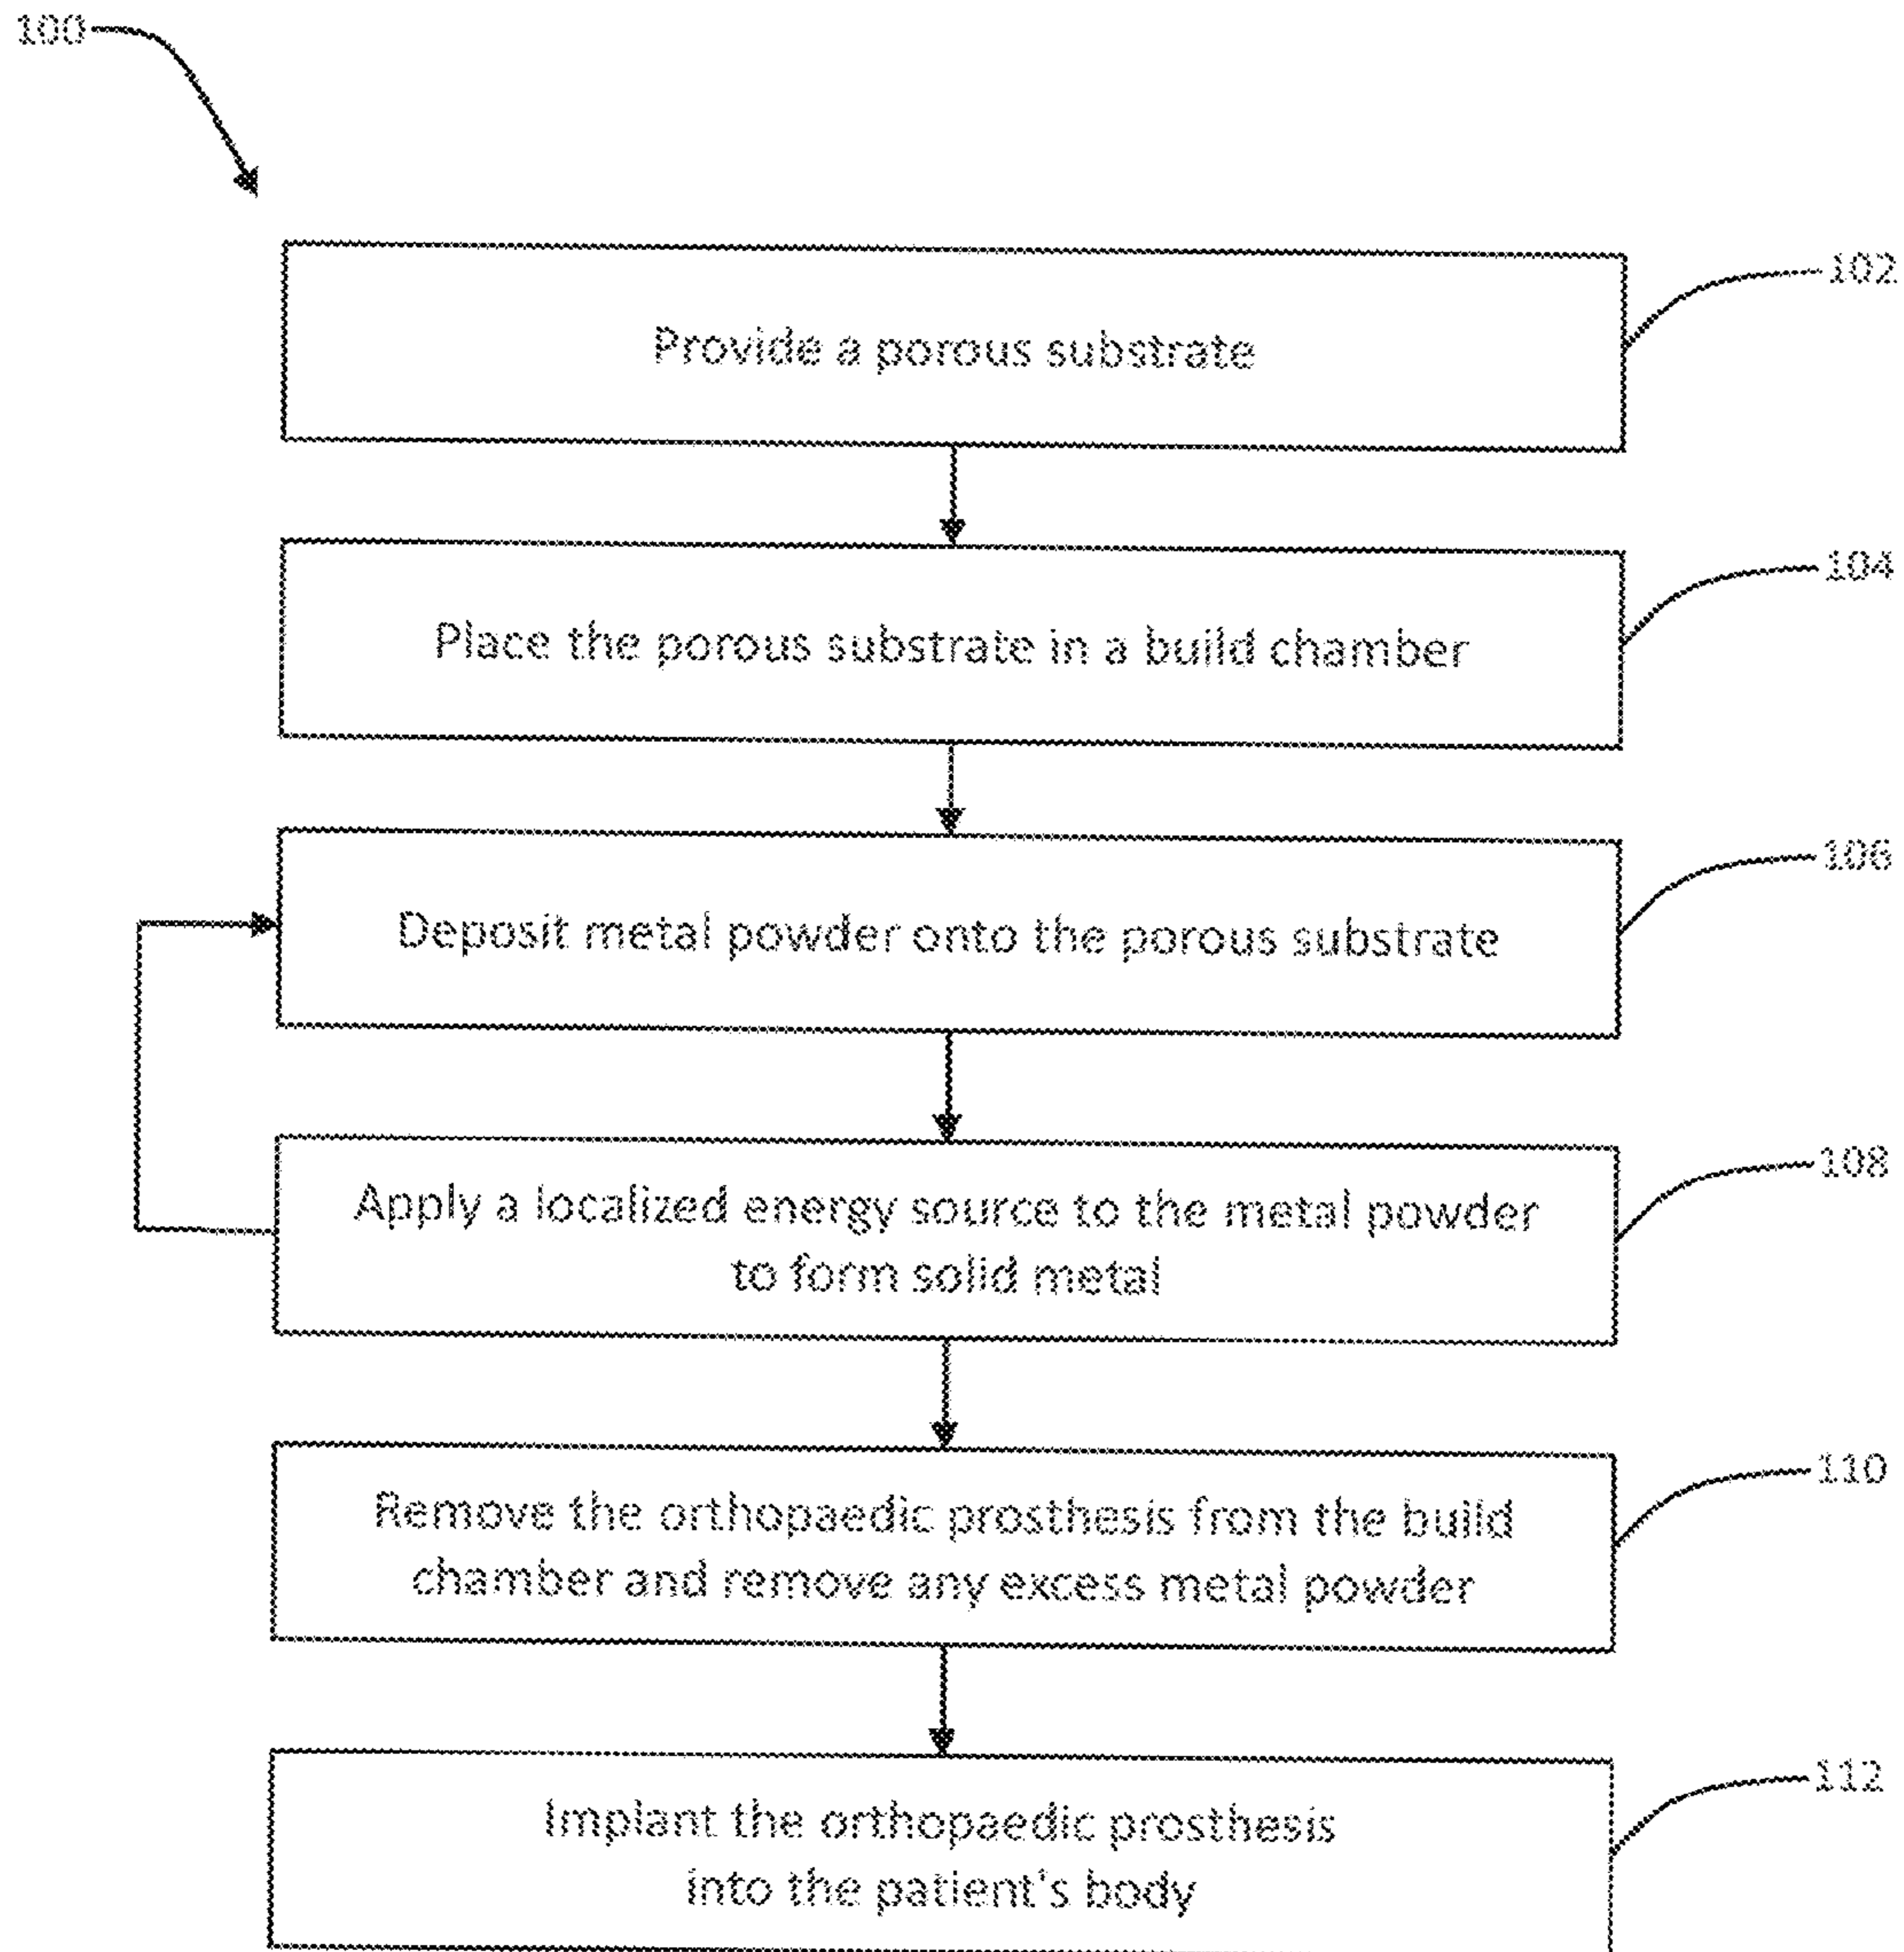 100
102
Provide a porous substrate
104
Place the porous substrate in a build chamber
106
Deposit metal powder onto the porous substrate
108
Apply a localized energy source to the metal powder
to form solid metal
110
Remove the orthopaedic prosthesis from the build
chamber and remove any excess metal powder
112
Implant the orthopaedic prosthesis
into the patient's body